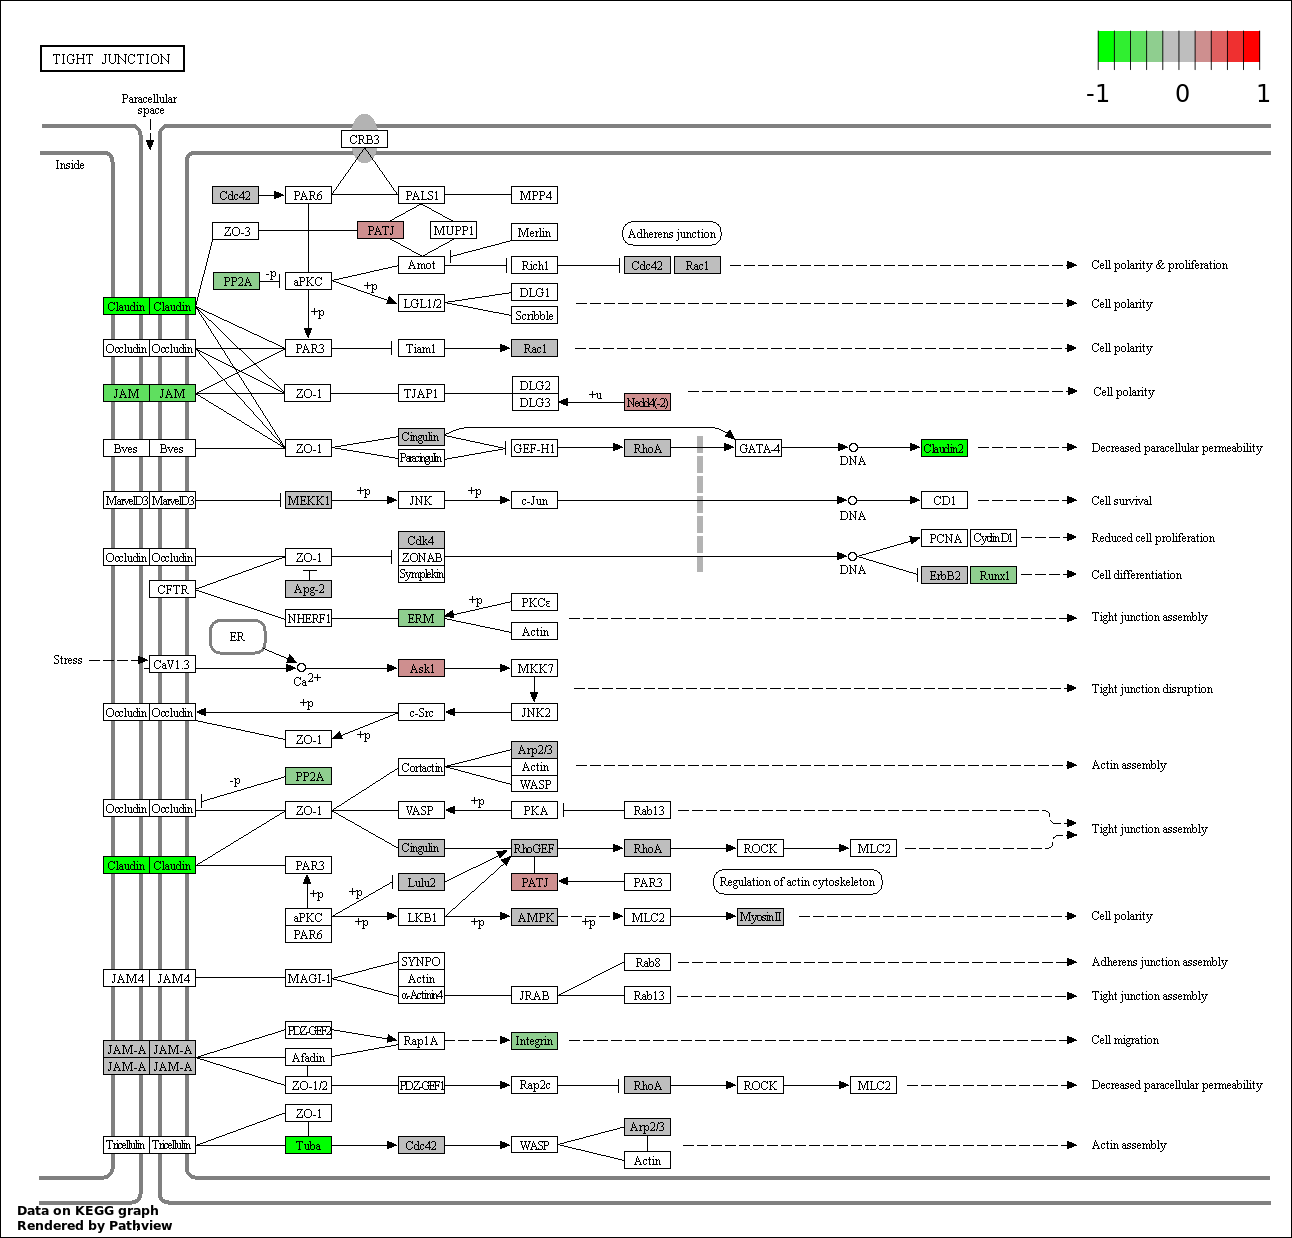 TIGHT JUNCTION
-1 0 1
Paracellular
space
CRB3
Inside
Cdc42 PAR6 PALS1 MPP4
ZO-3 PATJ MUPP1 Merlin Adherens junction
Amot Rich1 Cdc42 Rac1 Cell polarity & proliferation
PP2A -p aPKC +p
LGL1/2 DLG1 Cell polarity
Scribble
Claudin Claudin +p
Occludin Occludin PAR3 Tiam1 Rac1 Cell polarity
JAM JAM ZO-1 TJAP1 DLG2 Cell polarity
DLG3 +u Nedd4(-2)
Cingulin
Bves Bves ZO-1 GEF-H1 RhoA GATA-4 DNA Claudin2 Decreased paracellular permeability
Paracingulin
MarvelD3 MarvelD3 MEKK1 +p JNK +p c-Jun DNA CD1 Cell survival
Cdk4 PCNA CyclinD1 Reduced cell proliferation
Occludin Occludin ZO-1 ZONAB DNA
Symplekin ErbB2 Runx1 Cell differentiation
CFTR Apg-2
NHERF1 ERM +p PKCε Tight junction assembly
Actin
ER
Stress CaV1.3 Ca2+ Ask1 MKK7
Tight junction disruption
Occludin Occludin +p c-Src JNK2
ZO-1 +p
Arp2/3
Cortactin Actin Actin assembly
-p PP2A WASP
Occludin Occludin ZO-1 VASP +p PKA Rab13
Tight junction assembly
Cingulin RhoGEF RhoA ROCK MLC2
Claudin Claudin PAR3
+p +p Lulu2 PATJ PAR3 Regulation of actin cytoskeleton
aPKC +p LKB1 +p AMPK +p MLC2 MyosinII Cell polarity
PAR6
SYNPO Rab8 Adherens junction assembly
JAM4 JAM4 MAGI-1 Actin
α-Actinin4 JRAB Rab13 Tight junction assembly
PDZ-GEF2 Rap1A Integrin Cell migration
JAM-A JAM-A Afadin
JAM-A JAM-A
ZO-1/2 PDZ-GEF1 Rap2c RhoA ROCK MLC2 Decreased paracellular permeability
ZO-1
Arp2/3
Tricellulin Tricellulin Tuba Cdc42 WASP Actin assembly
Actin
Data on KEGG graph
Rendered by Pathview